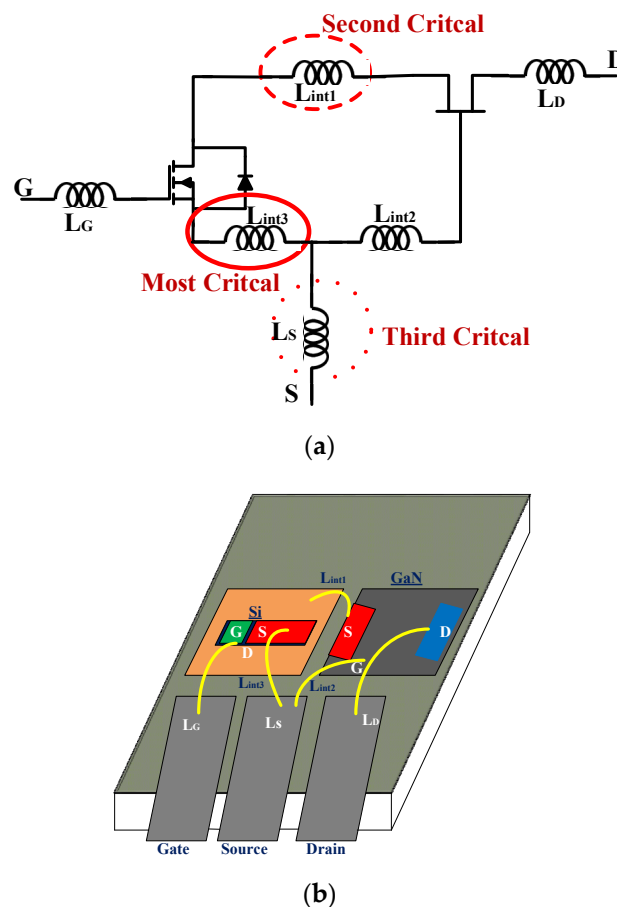 Second Critcal
Lint1
LD
D
G
LG
Lint3
Lint2
Most Critcal
LS
Third Critcal
S
(a)
GaN
Lint1
Si
G S
D
S
D
G
Lint3
Lint2
LG
Ls
LD
Gate Source Drain
(b)